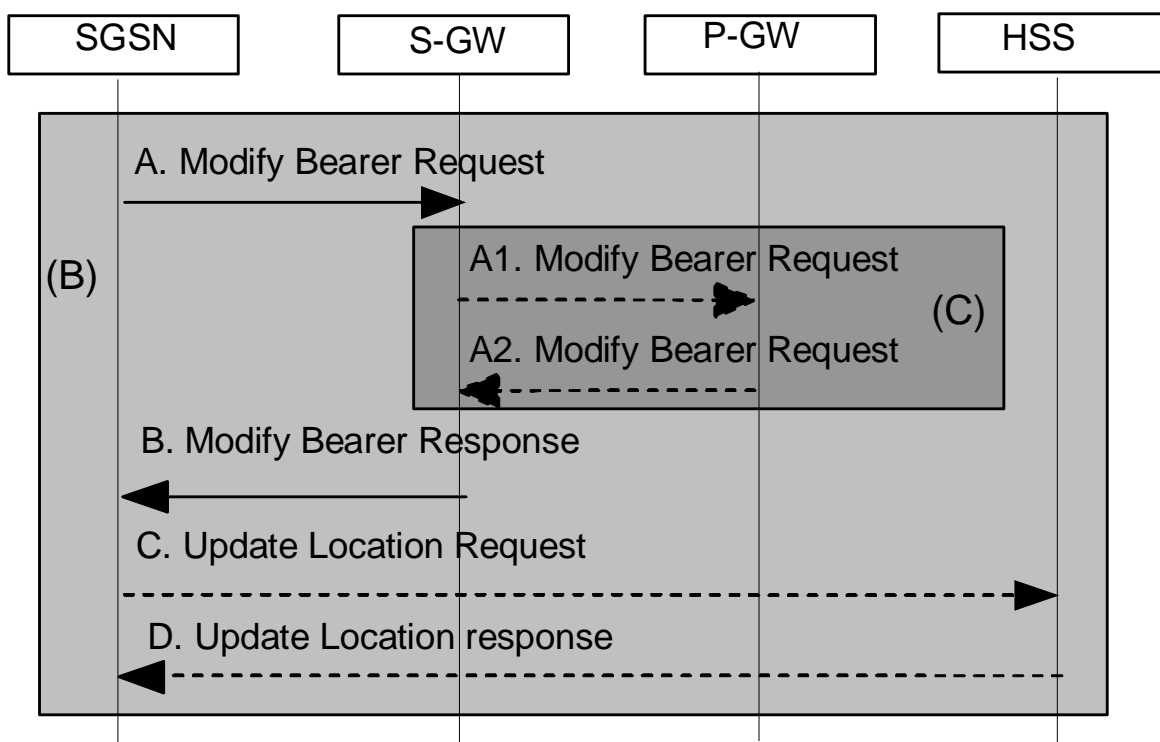 SGSN
S-GW
P-GW
HSS
A. Modify Bearer Request
(B)
A1. Modify Bearer Request
(C)
A2. Modify Bearer Request
B. Modify Bearer Response
C. Update Location Request
D. Update Location response